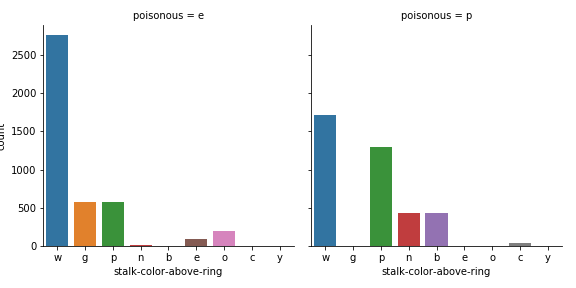 poisonous = e
poisonous = p
2500
2000
1500
1000
500
0
count
w g p n b e o c y
w g p n b e o c y
stalk-color-above-ring
stalk-color-above-ring